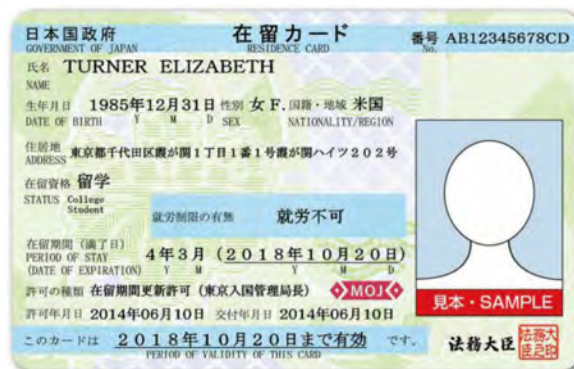 日本国政府 在留カード 番号 AB12345678CD
GOVERNMENT OF JAPAN RESIDENCE CARD No.
氏名 TURNER ELIZABETH
NAME
生年月日 1985年12月31日 性別 女 F. 国籍・地域 米国
DATE OF BIRTH Y M D SEX NATIONALITY/REGION
住居地 東京都千代田区霞が関1丁目1番1号霞が関ハイツ202号
ADDRESS
在留資格 留学
STATUS College
Student
就労制限の有無 就労不可
在留期間(満了日) 4年3月(2018年10月20日)
PERIOD OF STAY
(DATE OF EXPIRATION) Y M Y M D
許可の種類 在留期間更新許可(東京入国管理局長) MOJ
見本・SAMPLE
許可年月日 2014年06月10日 交付年月日 2014年06月10日
このカードは 2018年10月20日まで有効 です。
PERIOD OF VALIDITY OF THIS CARD
法務大臣